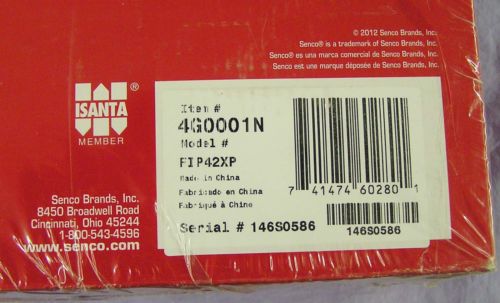 © 2012 Senco Brands, Inc.
Senco® is a trademark of Senco Brands, Inc.
Senco® es una marca comercial de Senco Brands, Inc.
Senco est une marque déposée de Senco Brands, Inc.
®
ISANTA
MEMBER
Senco Brands, Inc.
8450 Broadwell Road
Cincinnati, Ohio 45244
1-800-543-4596
www.senco.com
Item #
4G0001N
Model #
FIP42XP
Made in China
Fabricado en China
Fabriqué à China
Serial # 146S0586
7 41474 60280 1
146S0586